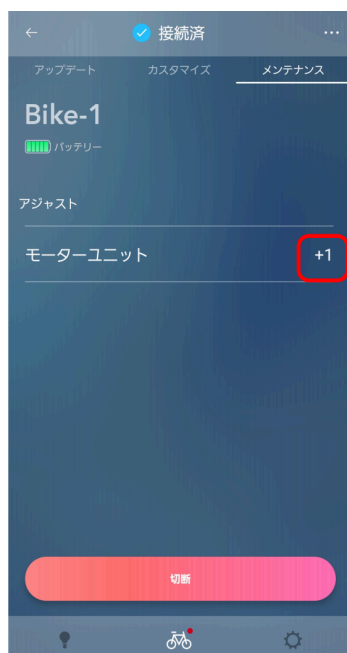 接続済
アップデート カスタマイズ メンテナンス
Bike-1
バッテリー
アジャスト
モーターユニット +1
切断